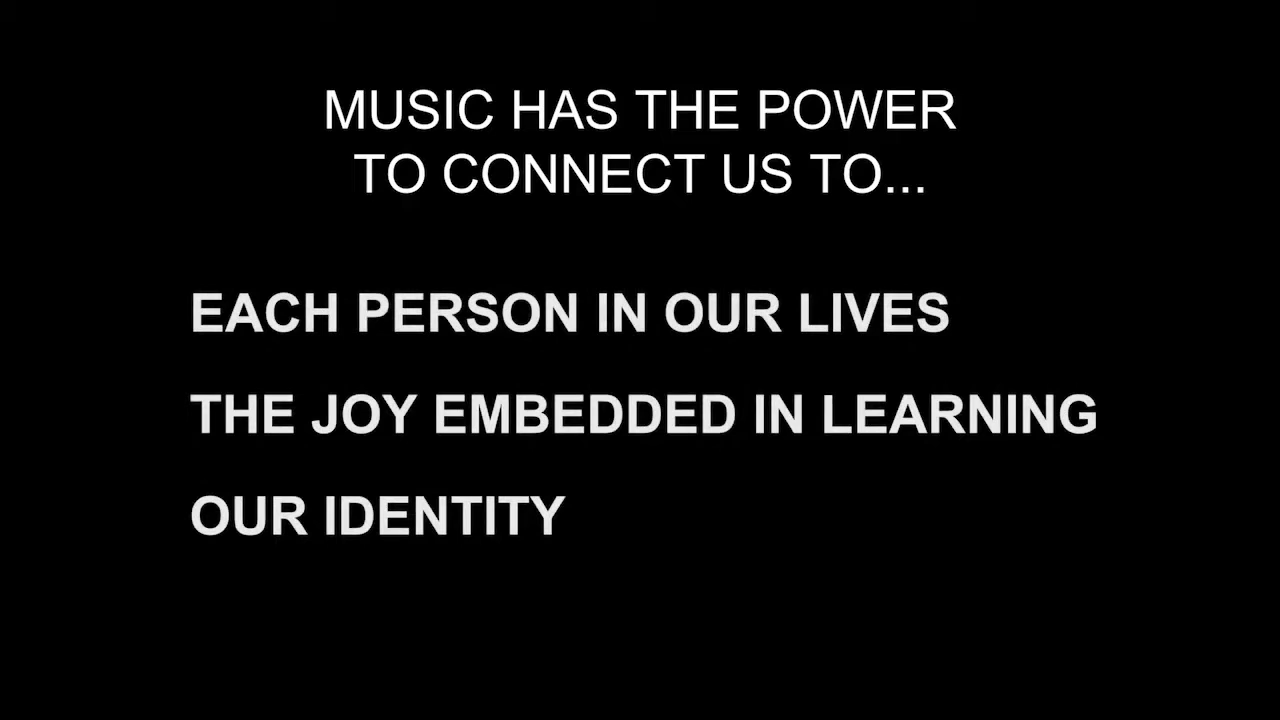 MUSIC HAS THE POWER
TO CONNECT US TO...
EACH PERSON IN OUR LIVES
THE JOY EMBEDDED IN LEARNING
OUR IDENTITY